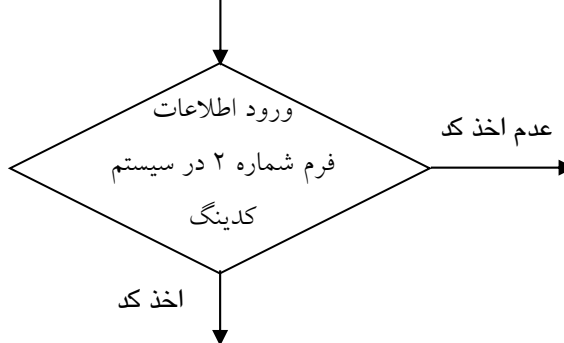 ورود اطلاعات
فرم شماره ۲ در سیستم
کدینگ
عدم اخذ کد
اخذ کد